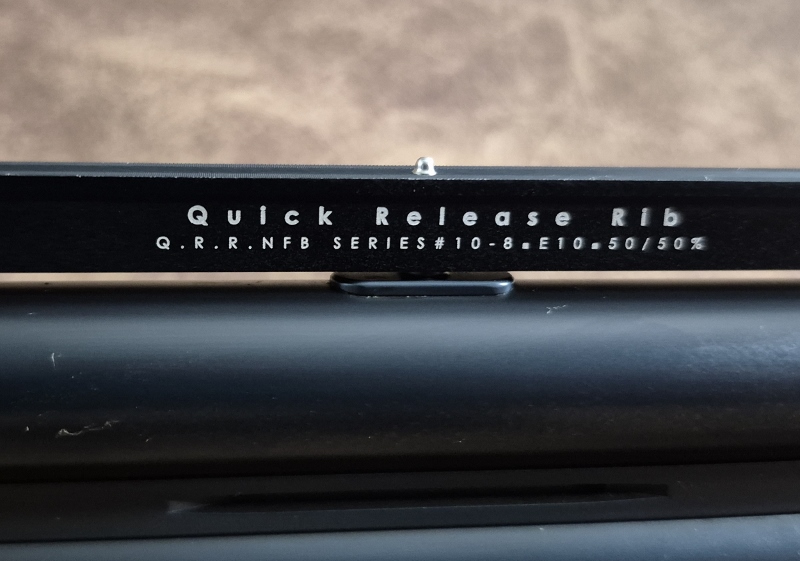 Quick Release Rib
Q.R.R.NFB SERIES#10-8.E10.50/50%